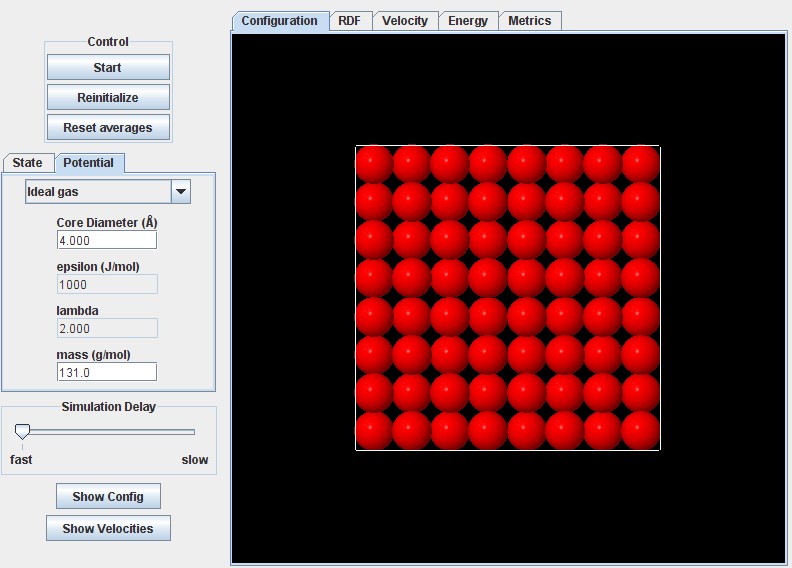 Configuration RDF Velocity Energy Metrics
Control
Start
Reinitialize
Reset averages
State Potential
Ideal gas
Core Diameter (Å)
4.000
epsilon (J/mol)
1000
lambda
2.000
mass (g/mol)
131.0
Simulation Delay
fast slow
Show Config
Show Velocities